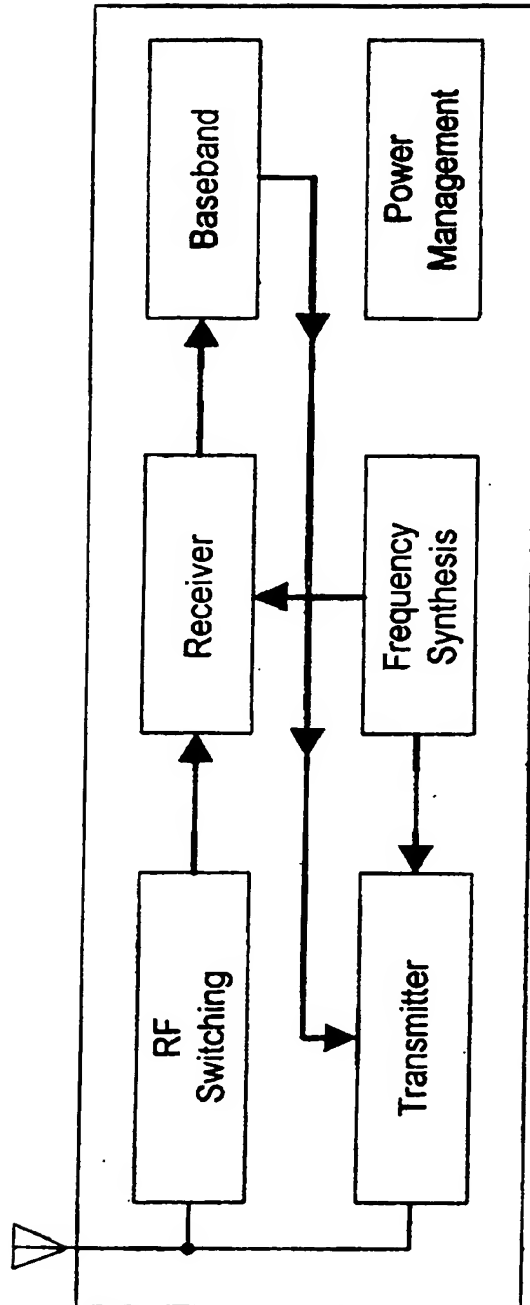 RF
Switching
Receiver
Baseband
Transmitter
Frequency
Synthesis
Power
Management